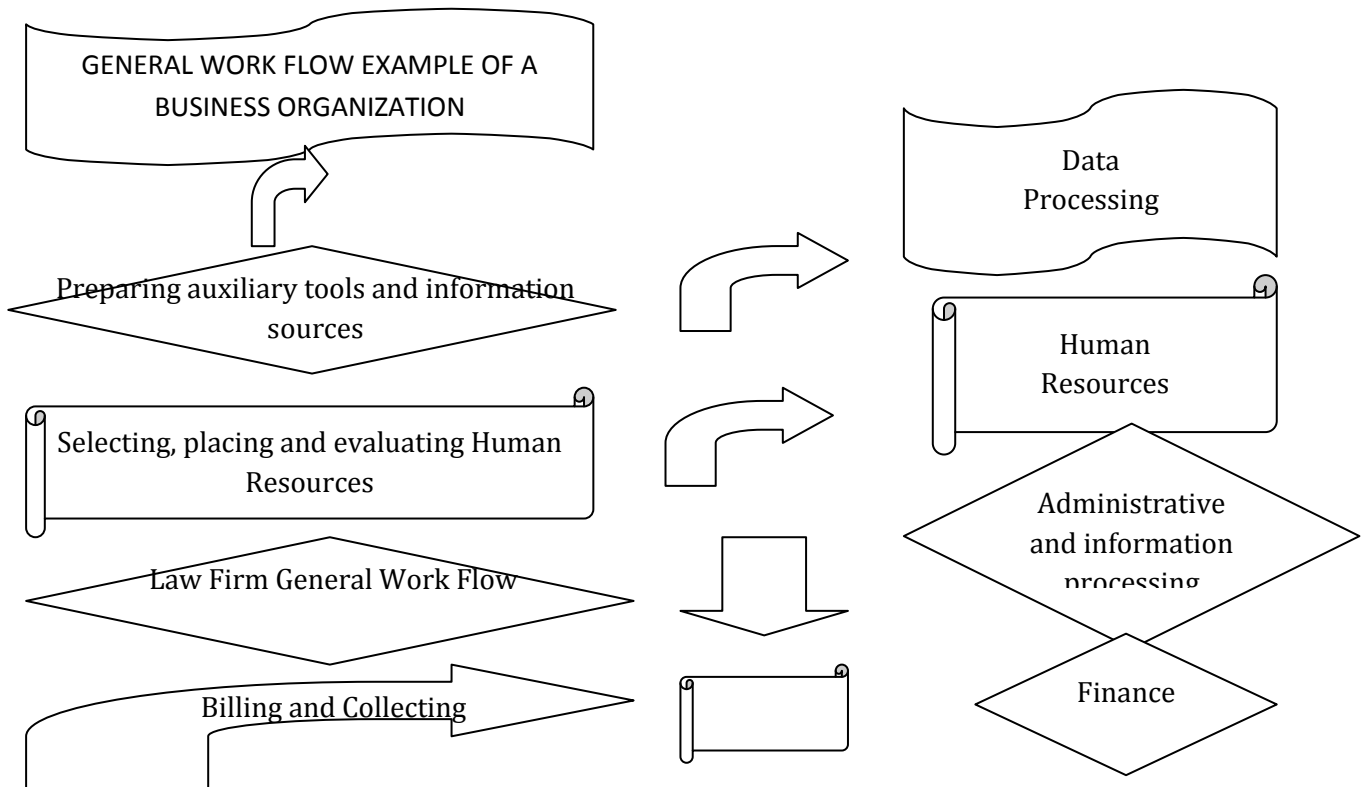 GENERAL WORK FLOW EXAMPLE OF A
BUSINESS ORGANIZATION
Preparing auxiliary tools and information
sources
Selecting, placing and evaluating Human
Resources
Law Firm General Work Flow
Billing and Collecting
Data
Processing
Human
Resources
Administrative
and information
processing
Finance